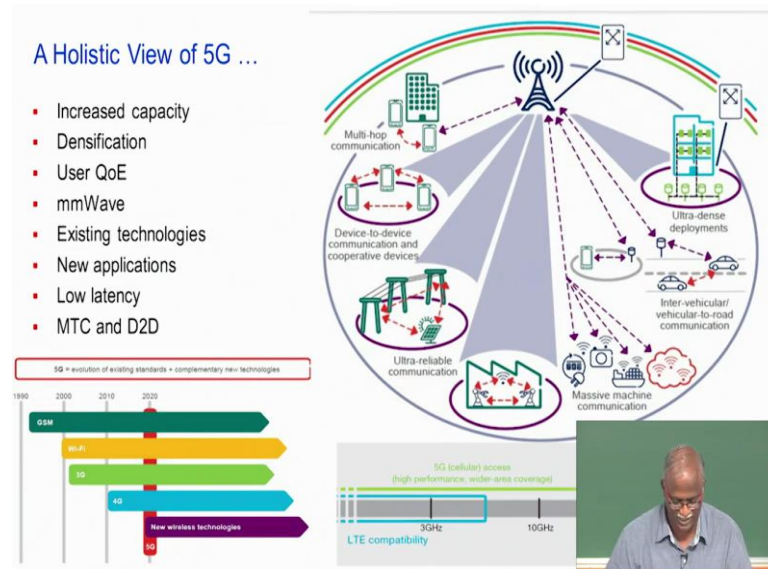 A Holistic View of 5G ...
Increased capacity
Densification
User QoE
mmWave
Existing technologies
New applications
Low latency
MTC and D2D
5G = evolution of existing standards + complementary new technologies
1990
2000
2010
2020
GSM
Wi-Fi
3G
4G
New wireless technologies
5G
Multi-hop
communication
Device-to-device
communication and
cooperative devices
Ultra-reliable
communication
Ultra-dense
deployments
Inter-vehicular/
vehicular-to-road
communication
Massive machine
communication
5G (cellular) access
(high performance, wider-area coverage)
3GHz
10GHz
LTE compatibility